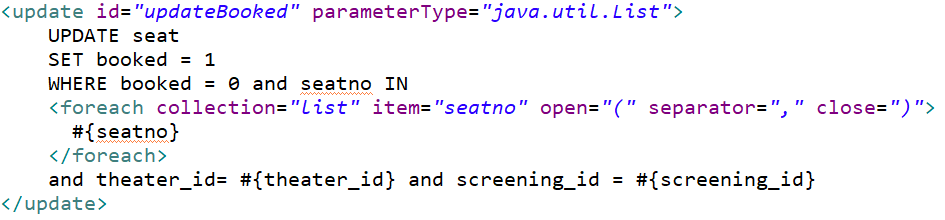 <update id="updateBooked" parameterType="java.util.List">
UPDATE seat
SET booked = 1
WHERE booked = 0 and seatno IN
<foreach collection="list" item="seatno" open="(" separator="," close=")">
#{seatno}
</foreach>
and theater_id= #{theater_id} and screening_id = #{screening_id}
</update>